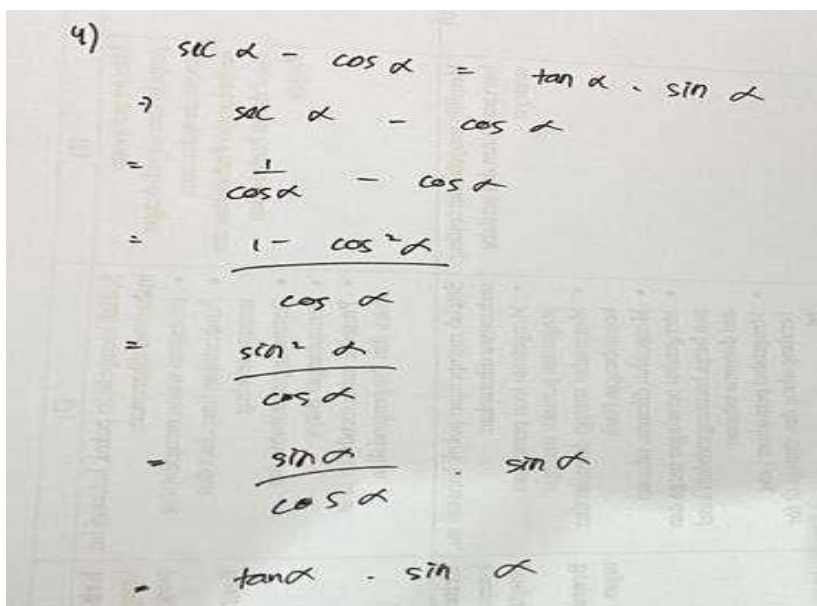 4)
sec α - cos α = tan α . sin α
→ sec α - cos α
= 1/cos α - cos α
= 1 - cos²α / cos α
= sin² α / cos α
= sin α / cos α . sin α
= tan α . sin α